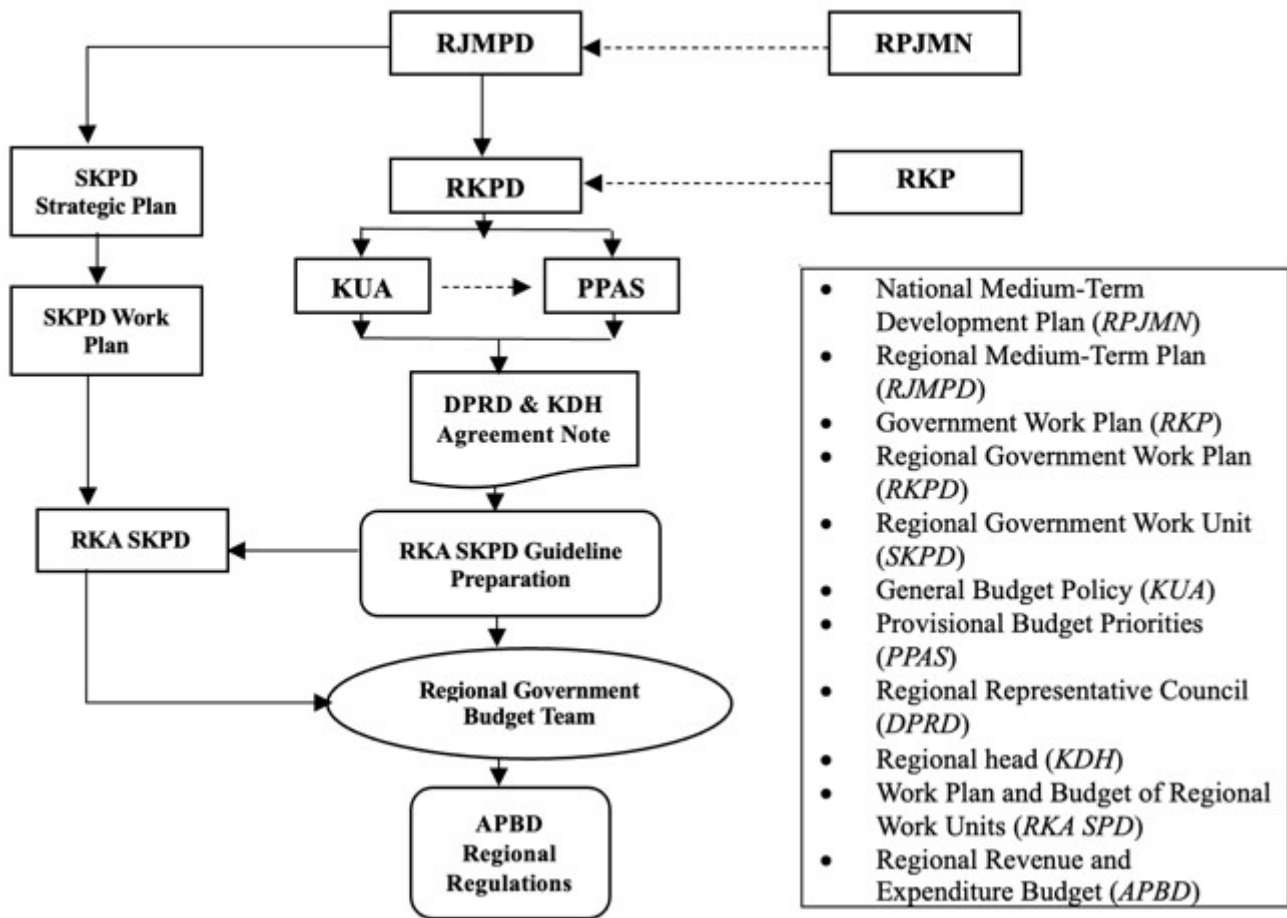 RJMPD
RPJMN
SKPD
Strategic Plan
RKPD
RKP
KUA
PPAS
SKPD Work
Plan
DPRD & KDH
Agreement Note
RKA SKPD
RKA SKPD Guideline
Preparation
Regional Government
Budget Team
APBD
Regional
Regulations
• National Medium-Term
Development Plan (RPJMN)
• Regional Medium-Term Plan
(RJMPD)
• Government Work Plan (RKP)
• Regional Government Work Plan
(RKPD)
• Regional Government Work Unit
(SKPD)
• General Budget Policy (KUA)
• Provisional Budget Priorities
(PPAS)
• Regional Representative Council
(DPRD)
• Regional head (KDH)
• Work Plan and Budget of Regional
Work Units (RKA SPD)
• Regional Revenue and
Expenditure Budget (APBD)